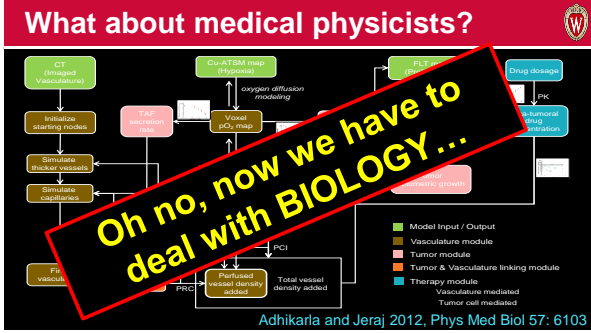 What about medical physicists?
CT
(Imaged
Vasculature)
Cu-ATSM map
(Hypoxia)
Drug dosage
oxygen diffusion
modeling
PK
Initialize
starting nodes
TAF
secretion
rate
Voxel
pO₂ map
drug
Simulate
thicker vessels
Simulate
capillaries
Oh no, now we have to
deal with BIOLOGY…
growth
Model Input / Output
Vasculature module
Tumor module
Tumor & Vasculature linking module
Therapy module
Vasculature mediated
Tumor cell mediated
PCI
PRC
Perfused
vessel density
added
Total vessel
density added
Adhikarla and Jeraj 2012, Phys Med Biol 57: 6103